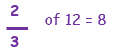 2/3 of 12 = 8